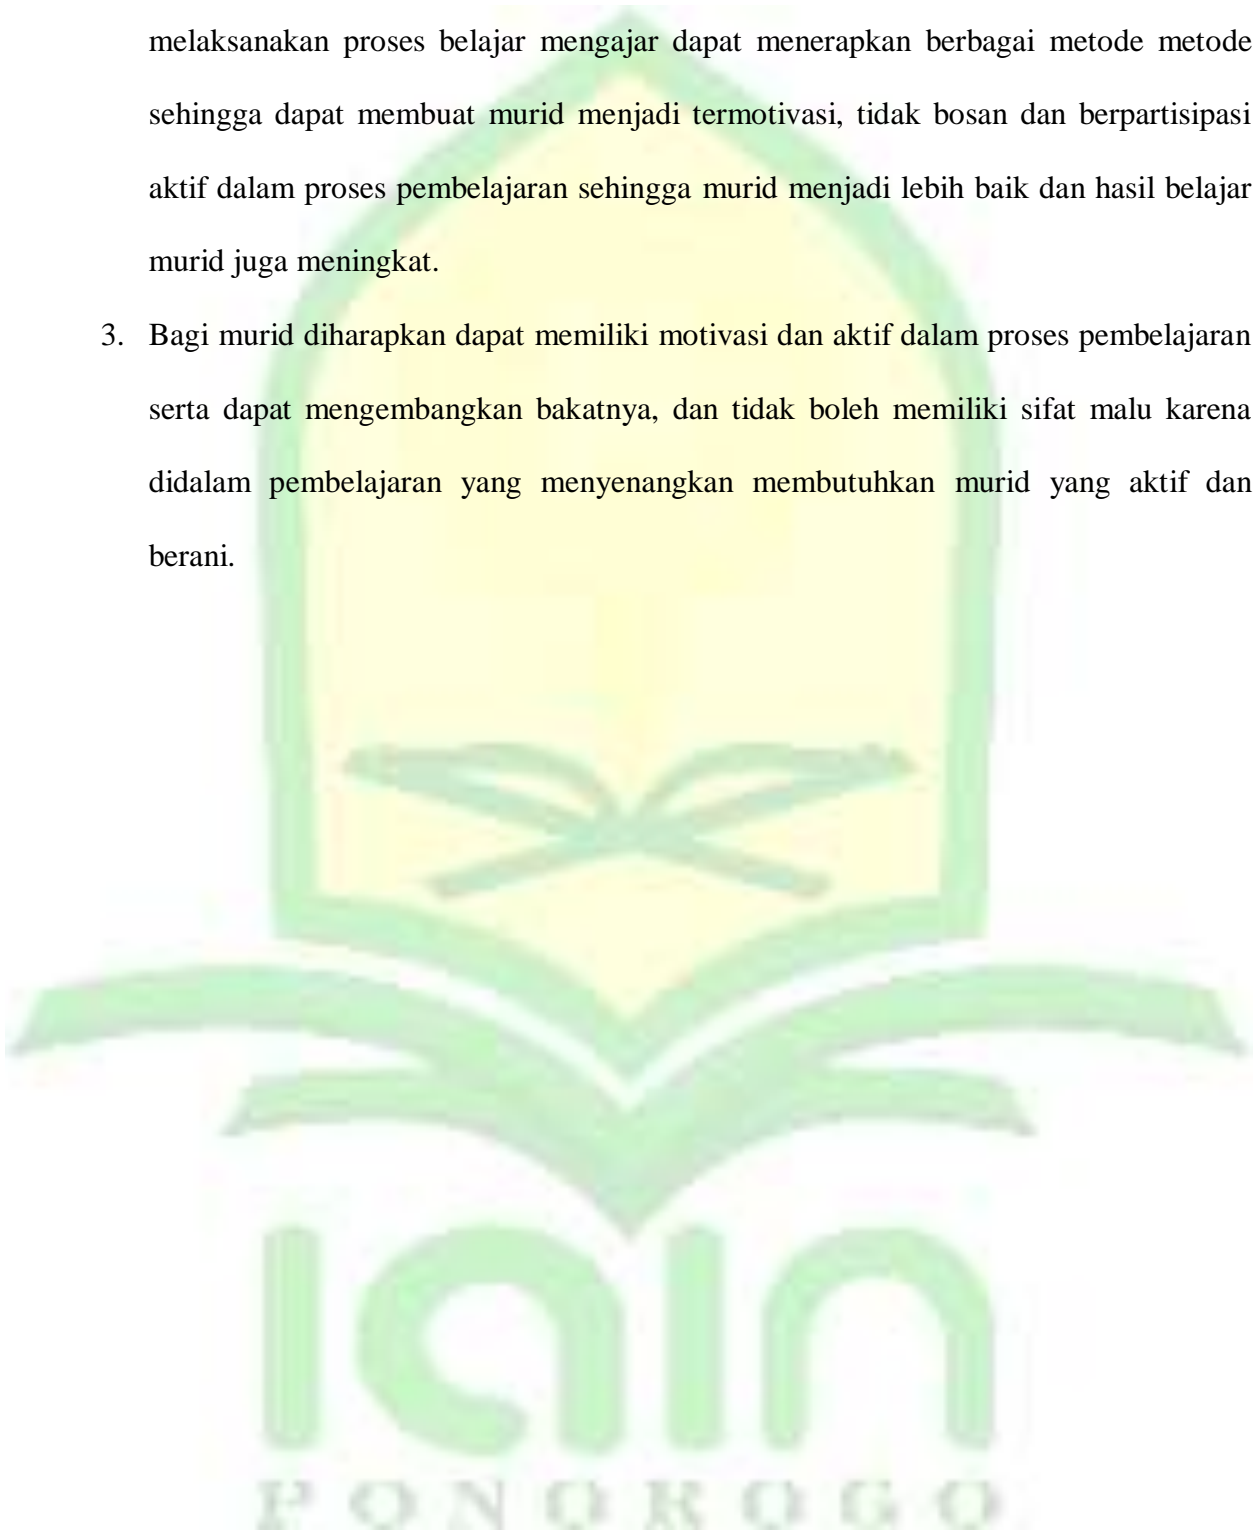 melaksanakan proses belajar mengajar dapat menerapkan berbagai metode metode
sehingga dapat membuat murid menjadi termotivasi, tidak bosan dan berpartisipasi
aktif dalam proses pembelajaran sehingga murid menjadi lebih baik dan hasil belajar
murid juga meningkat.
3. Bagi murid diharapkan dapat memiliki motivasi dan aktif dalam proses pembelajaran
serta dapat mengembangkan bakatnya, dan tidak boleh memiliki sifat malu karena
didalam pembelajaran yang menyenangkan membutuhkan murid yang aktif dan
berani.
iain
PONOROGO